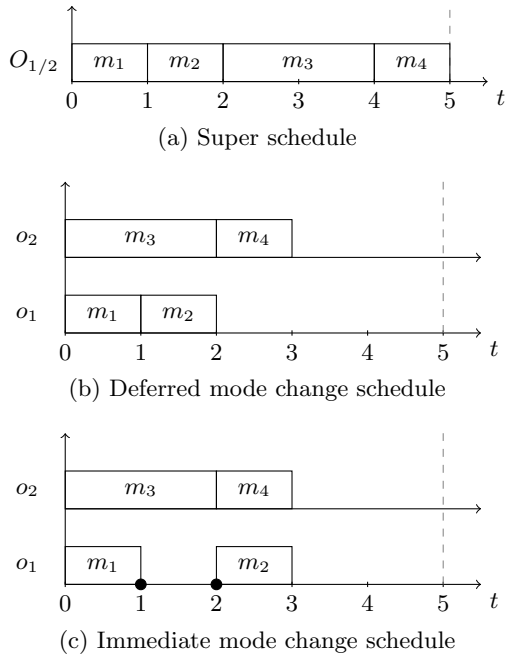 O1/2 m1 m2 m3 m4
0 1 2 3 4 5 t
(a) Super schedule
o2 m3 m4
o1 m1 m2
0 1 2 3 4 5 t
(b) Deferred mode change schedule
o2 m3 m4
o1 m1 m2
0 1 2 3 4 5 t
(c) Immediate mode change schedule